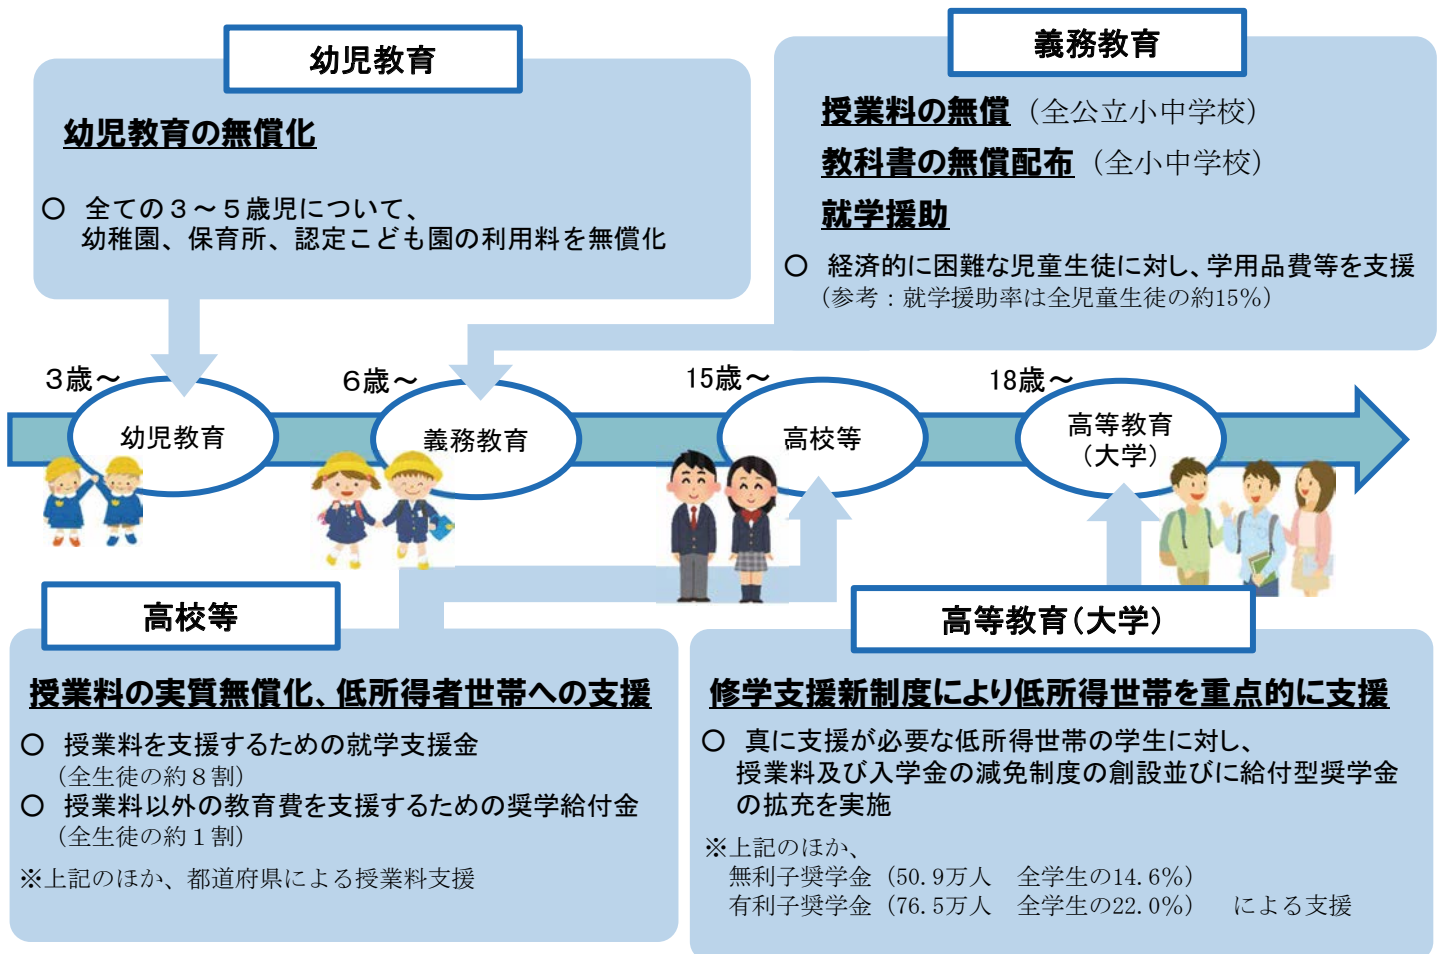 幼児教育
幼児教育の無償化
○ 全ての３～５歳児について、
幼稚園、保育所、認定こども園の利用料を無償化
義務教育
授業料の無償（全公立小中学校）
教科書の無償配布（全小中学校）
就学援助
○ 経済的に困難な児童生徒に対し、学用品費等を支援
（参考：就学援助率は全児童生徒の約15％）
３歳～
６歳～
15歳～
18歳～
幼児教育
義務教育
高校等
高等教育
（大学）
高校等
授業料の実質無償化、低所得者世帯への支援
○ 授業料を支援するための就学支援金
（全生徒の約８割）
○ 授業料以外の教育費を支援するための奨学給付金
（全生徒の約１割）
※上記のほか、都道府県による授業料支援
高等教育（大学）
修学支援新制度により低所得世帯を重点的に支援
○ 真に支援が必要な低所得世帯の学生に対し、
授業料及び入学金の減免制度の創設並びに給付型奨学金
の拡充を実施
※上記のほか、
無利子奨学金（50.9万人　全学生の14.6％）
有利子奨学金（76.5万人　全学生の22.0％）　による支援